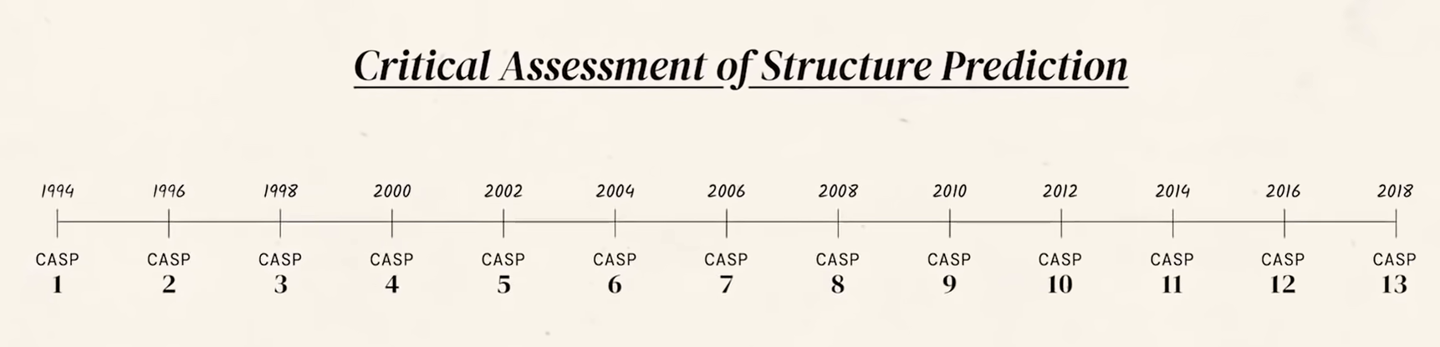 Critical Assessment of Structure Prediction
1994 1996 1998 2000 2002 2004 2006 2008 2010 2012 2014 2016 2018
CASP CASP CASP CASP CASP CASP CASP CASP CASP CASP CASP CASP CASP
1 2 3 4 5 6 7 8 9 10 11 12 13